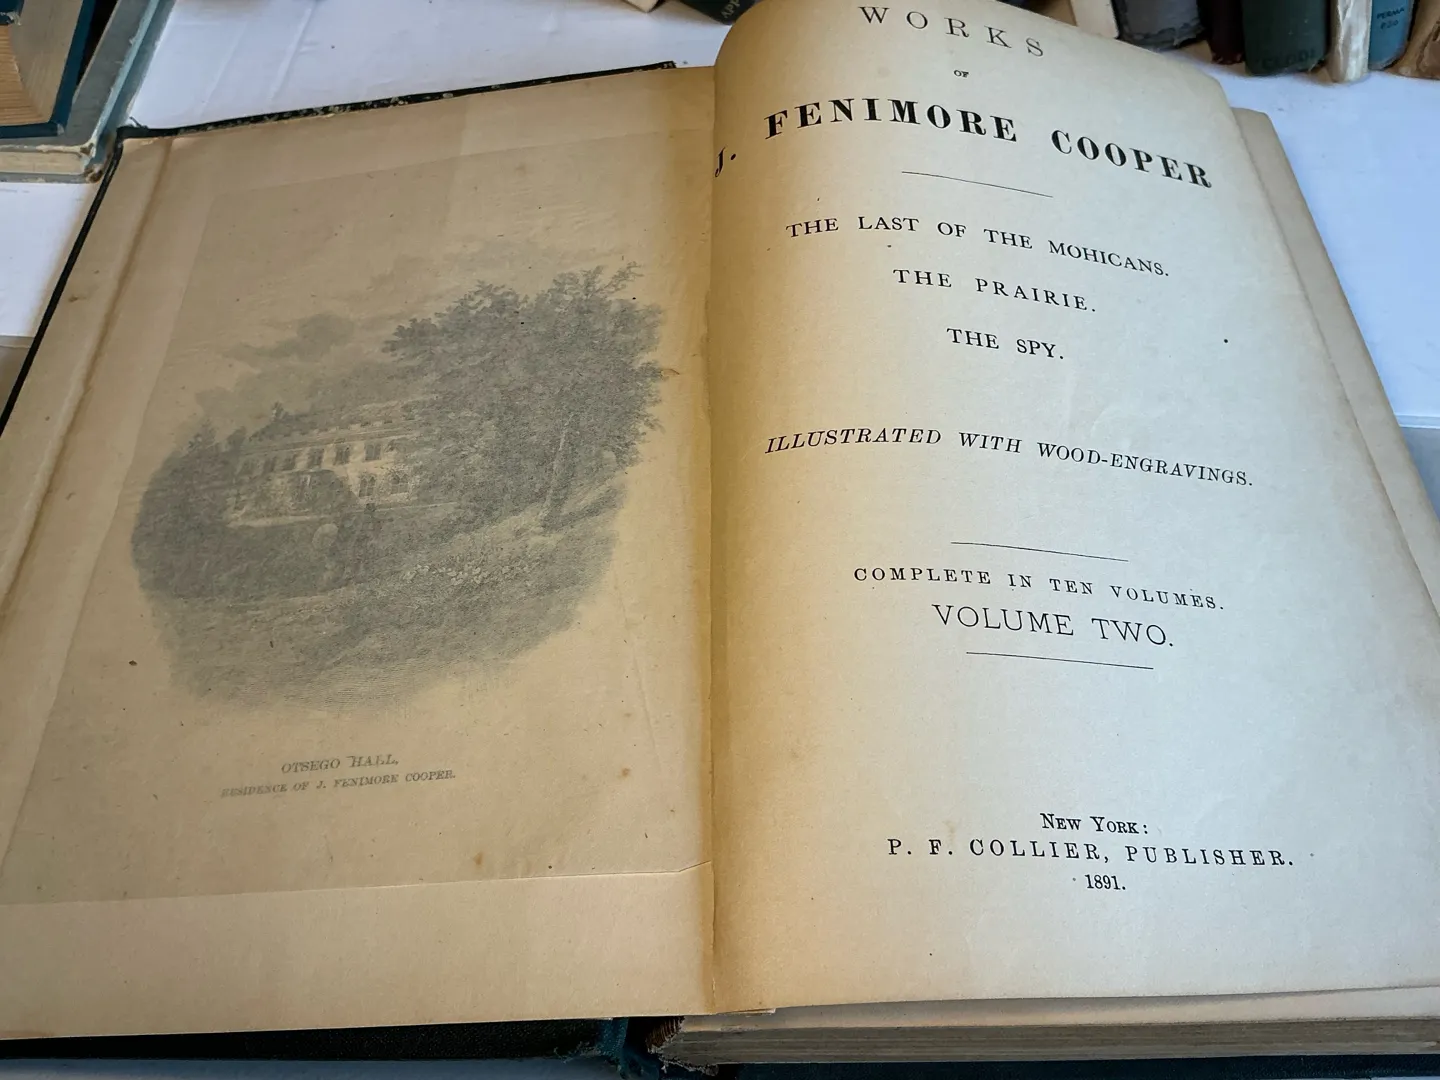 OTSEGO HALL,
RESIDENCE OF J. FENIMORE COOPER.
WORKS
OF
J. FENIMORE COOPER
THE LAST OF THE MOHICANS.
THE PRAIRIE.
THE SPY.
ILLUSTRATED WITH WOOD-ENGRAVINGS.
COMPLETE IN TEN VOLUMES.
VOLUME TWO.
NEW YORK:
P. F. COLLIER, PUBLISHER.
1891.